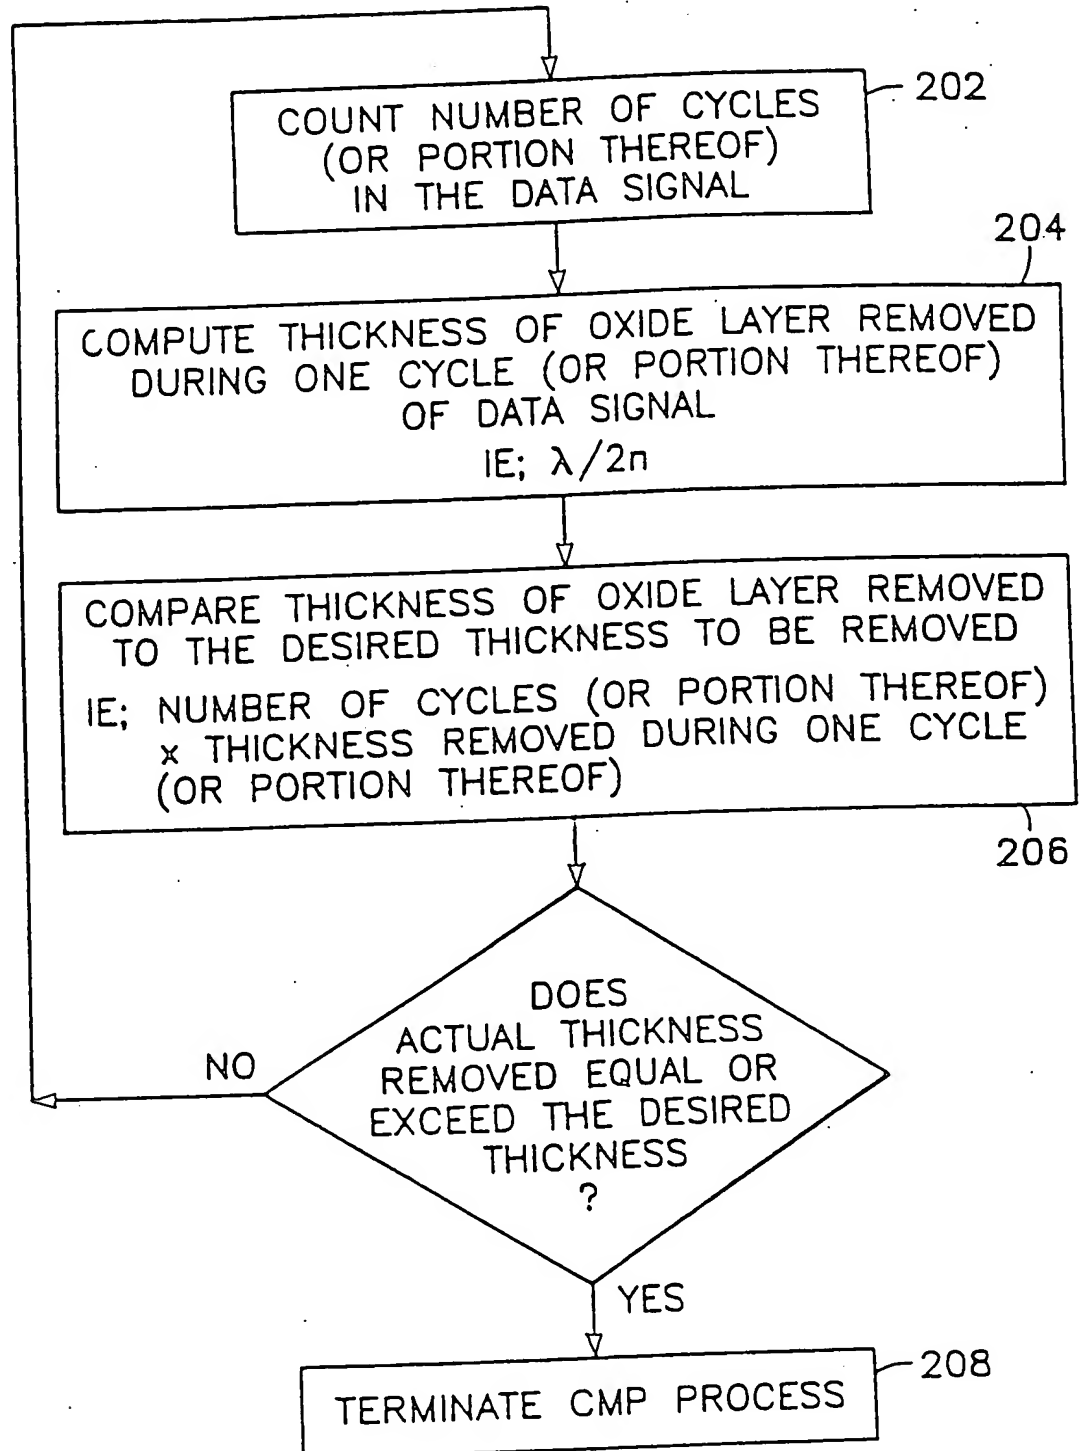 COUNT NUMBER OF CYCLES
(OR PORTION THEREOF)
IN THE DATA SIGNAL
202
204
COMPUTE THICKNESS OF OXIDE LAYER REMOVED
DURING ONE CYCLE (OR PORTION THEREOF)
OF DATA SIGNAL
IE; λ/2n
COMPARE THICKNESS OF OXIDE LAYER REMOVED
TO THE DESIRED THICKNESS TO BE REMOVED
IE; NUMBER OF CYCLES (OR PORTION THEREOF)
x THICKNESS REMOVED DURING ONE CYCLE
(OR PORTION THEREOF)
206
DOES
ACTUAL THICKNESS
REMOVED EQUAL OR
EXCEED THE DESIRED
THICKNESS
?
NO
YES
208
TERMINATE CMP PROCESS